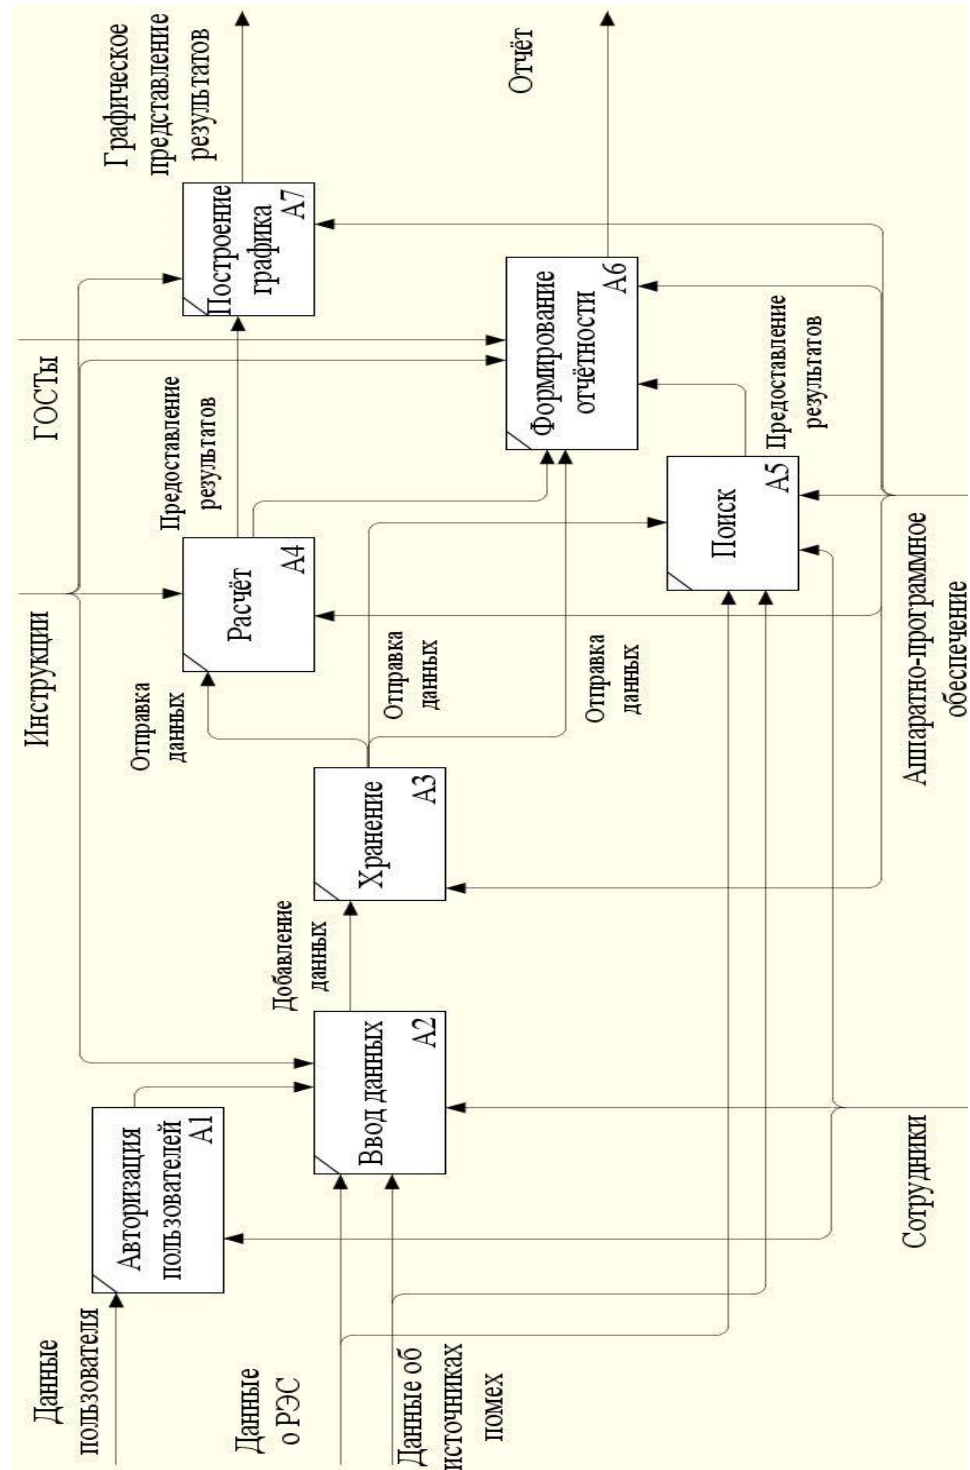 Данные
пользователя
Авторизация
пользователей
A1
Данные
о РЭС
Данные об
источниках
помех
Ввод данных
A2
Добавление
данных
Хранение
A3
Отправка
данных
Отправка
данных
Отправка
данных
Инструкции
Расчёт
A4
Предоставление
результатов
ГОСТы
Построение
графика
A7
Графическое
представление
результатов
Поиск
A5
Предоставление
результатов
Формирование
отчётности
A6
Отчёт
Сотрудники
Аппаратно-программное
обеспечение